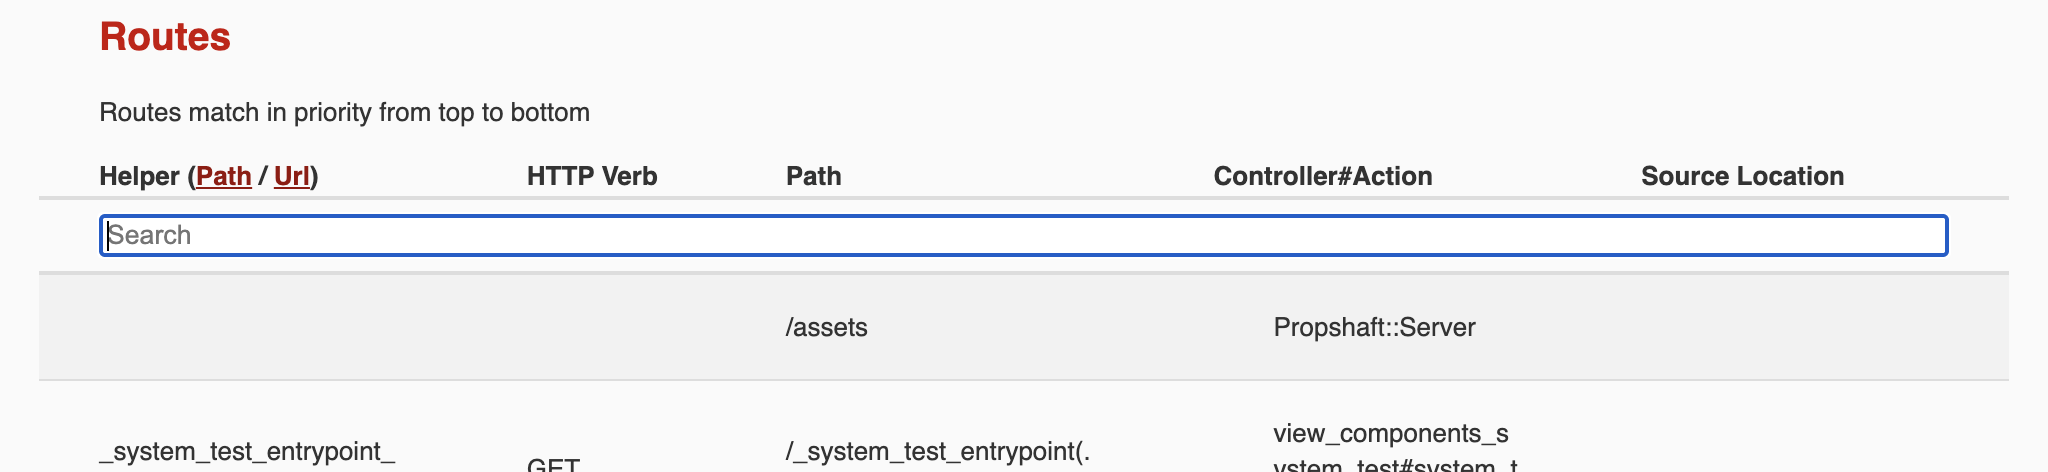 Routes
Routes match in priority from top to bottom
Helper (Path / Url) HTTP Verb Path Controller#Action Source Location
Search
/assets Propshaft::Server
view_components_s
_system_test_entrypoint_ GET /_system_test_entrypoint(.
ystem_test#system_t